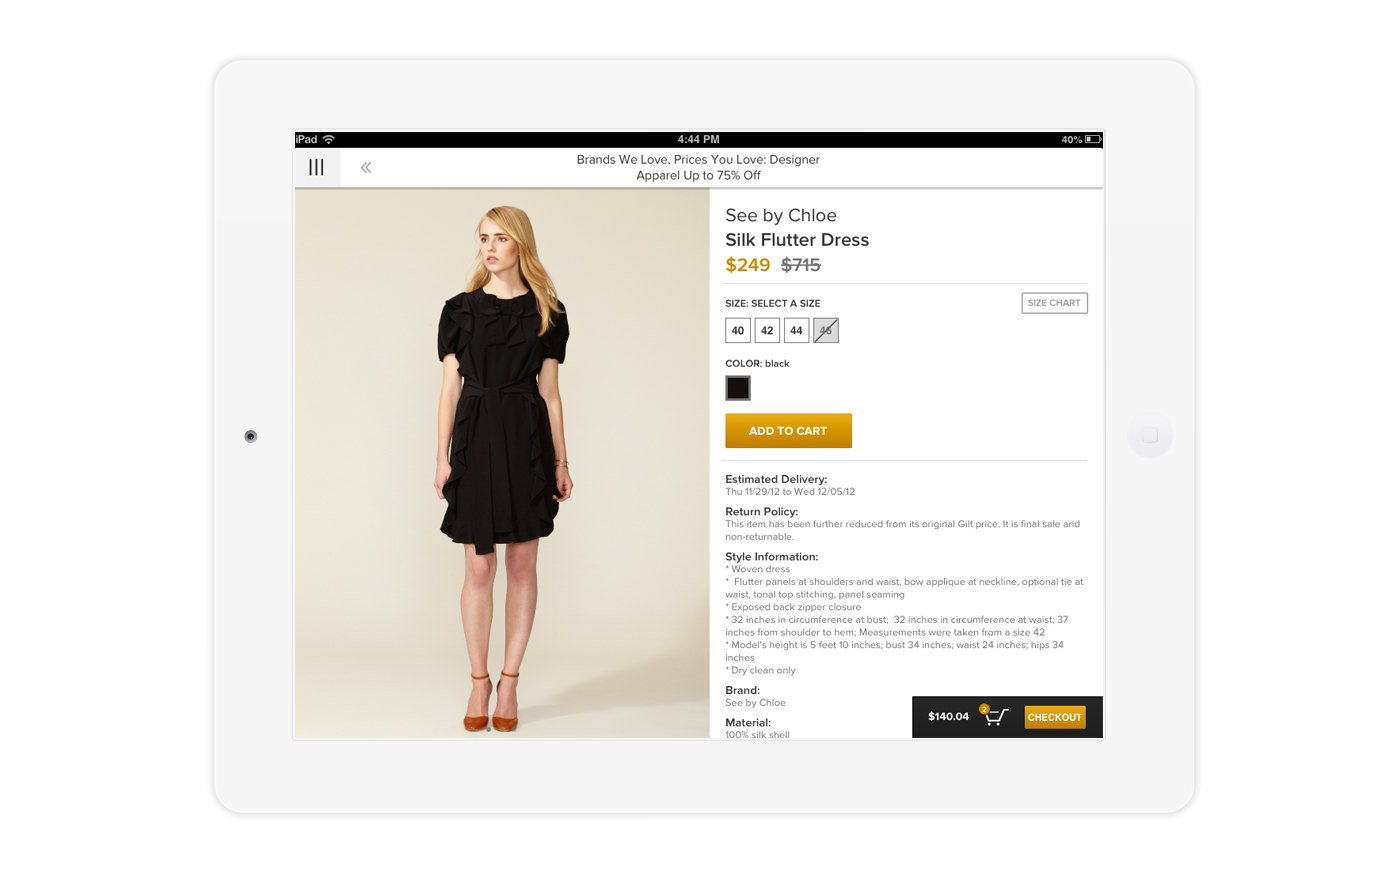 iPad
4:44 PM
40%
Brands We Love, Prices You Love: Designer
Apparel Up to 75% Off
See by Chloe
Silk Flutter Dress
$249 $715
SIZE: SELECT A SIZE
SIZE CHART
40 42 44 46
COLOR: black
ADD TO CART
Estimated Delivery:
Thu 11/29/12 to Wed 12/05/12
Return Policy:
This item has been further reduced from its original Gilt price. It is final sale and
non-returnable.
Style Information:
* Woven dress
* Flutter panels at shoulders and waist, bow applique at neckline, optional tie at
waist, tonal top stitching, panel seaming
* Exposed back zipper closure
* 32 inches in circumference at bust; 32 inches in circumference at waist; 37
inches from shoulder to hem; Measurements were taken from a size 42
* Model's height is 5 feet 10 inches; bust 34 inches; waist 24 inches; hips 34
inches
* Dry clean only
Brand:
See by Chloe
Material:
100% silk shell
$140.04
2
CHECKOUT